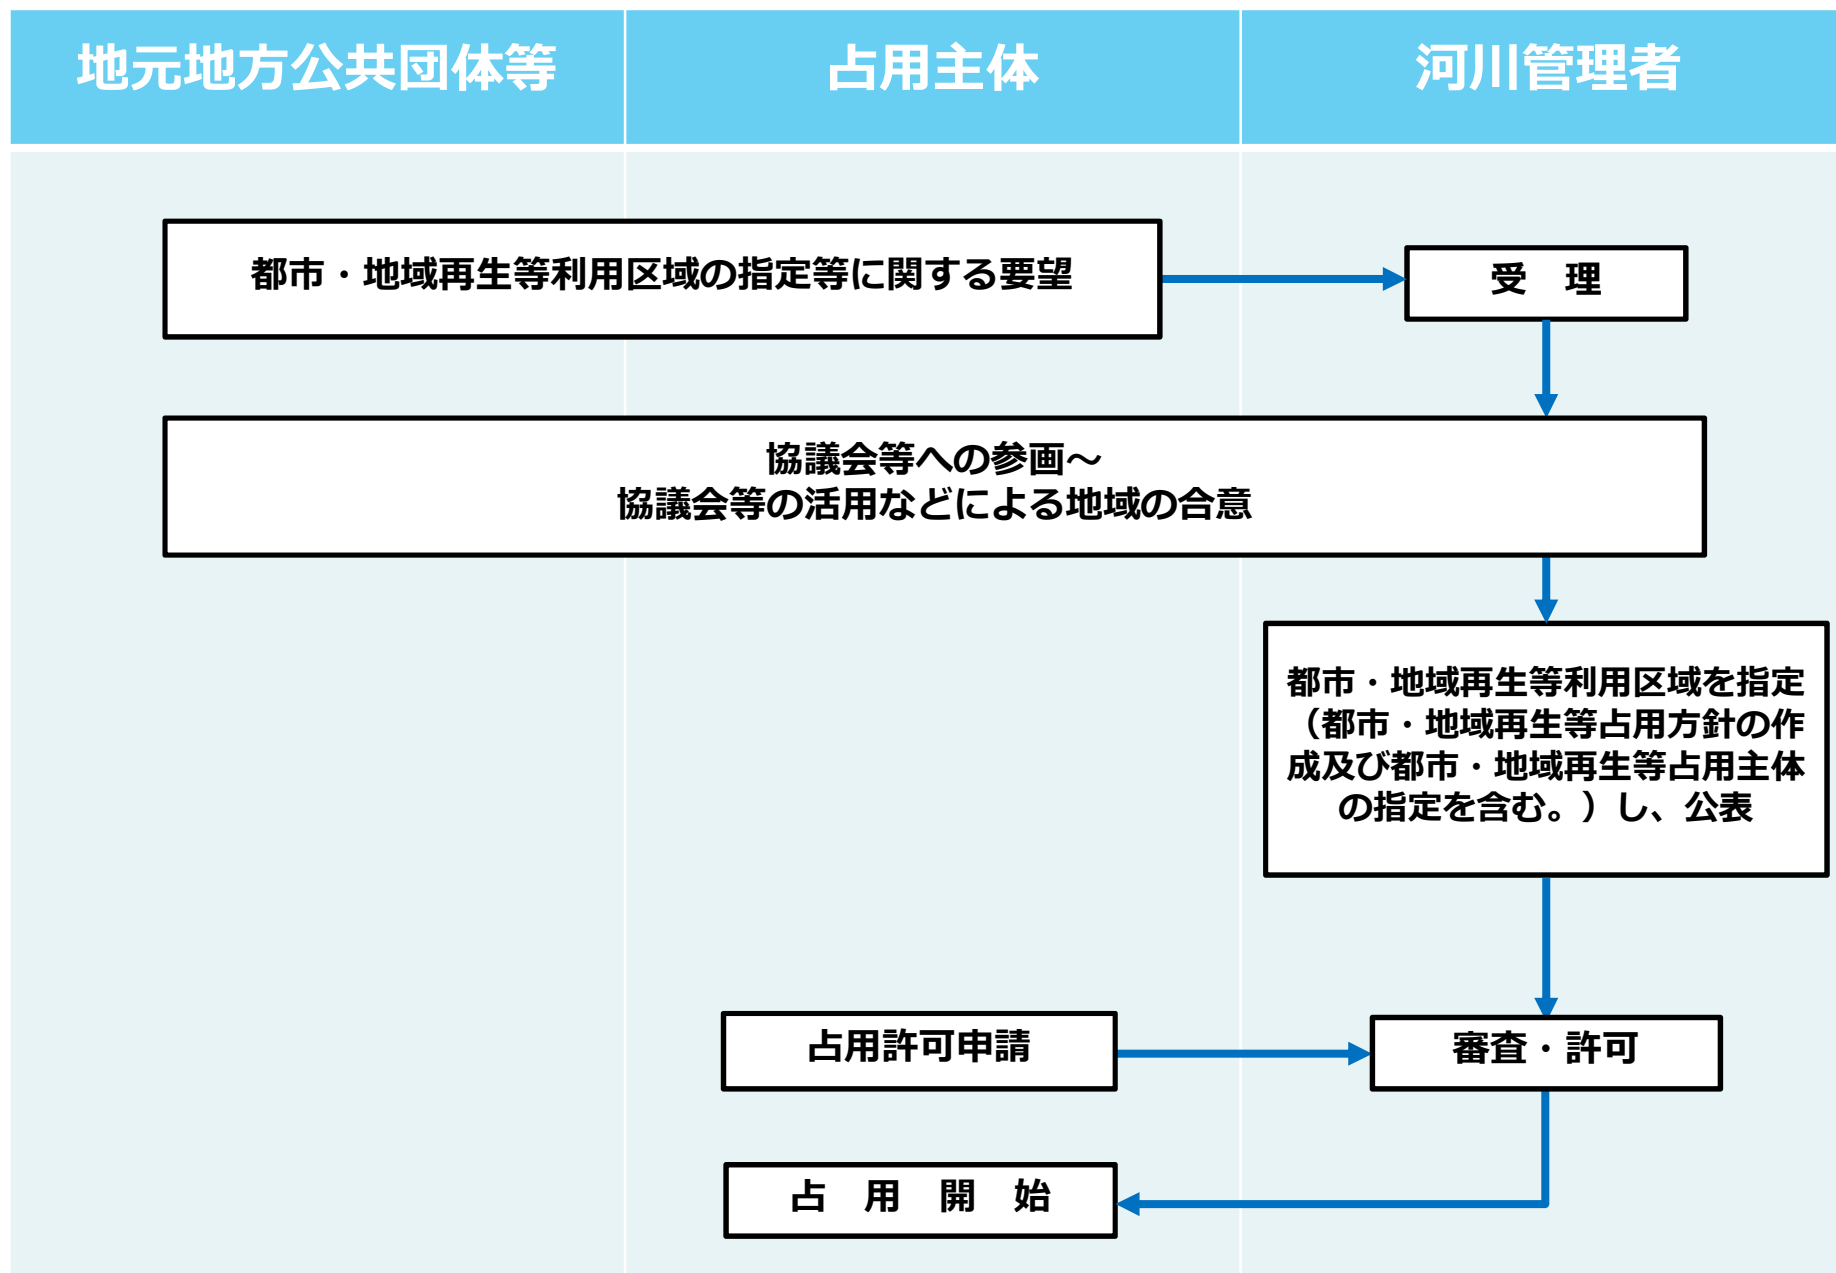 地元地方公共団体等
占用主体
河川管理者
都市・地域再生等利用区域の指定等に関する要望
受　理
協議会等への参画～
協議会等の活用などによる地域の合意
都市・地域再生等利用区域を指定
（都市・地域再生等占用方針の作
成及び都市・地域再生等占用主体
の指定を含む。）し、公表
占用許可申請
審査・許可
占　用　開　始